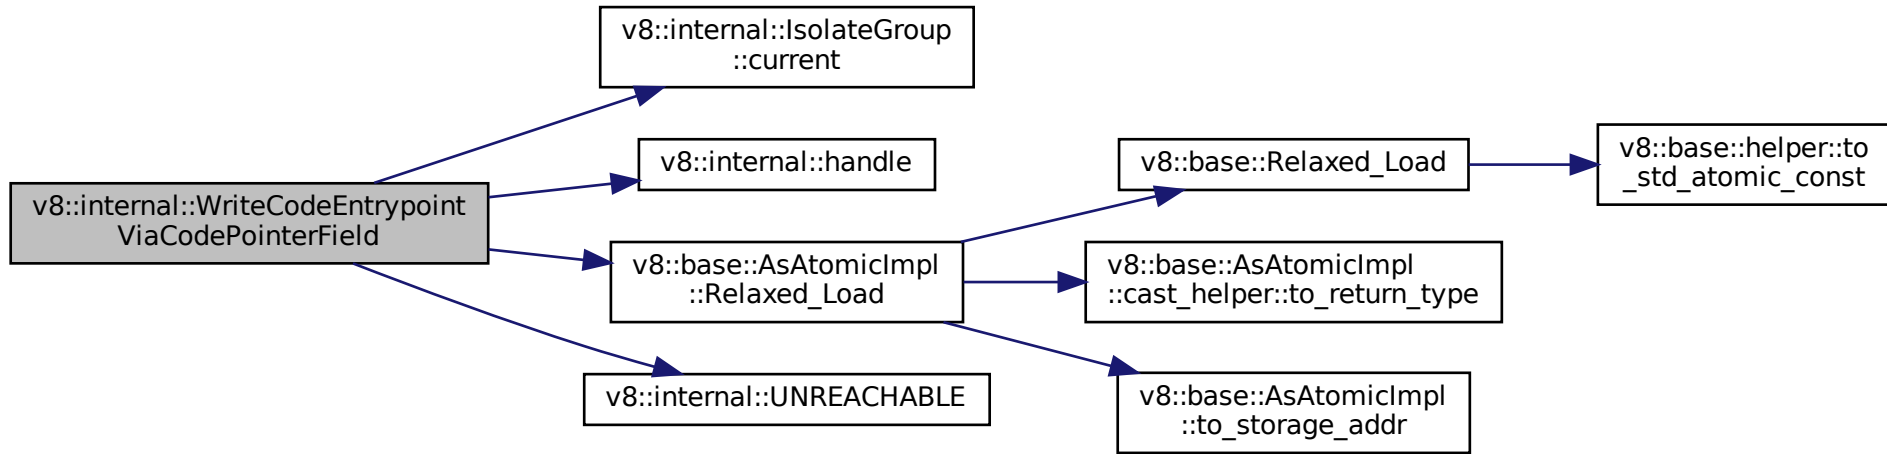 v8::internal::WriteCodeEntrypoint
ViaCodePointerField
v8::internal::IsolateGroup
::current
v8::internal::handle
v8::base::AsAtomicImpl
::Relaxed_Load
v8::internal::UNREACHABLE
v8::base::Relaxed_Load
v8::base::AsAtomicImpl
::cast_helper::to_return_type
v8::base::AsAtomicImpl
::to_storage_addr
v8::base::helper::to
_std_atomic_const